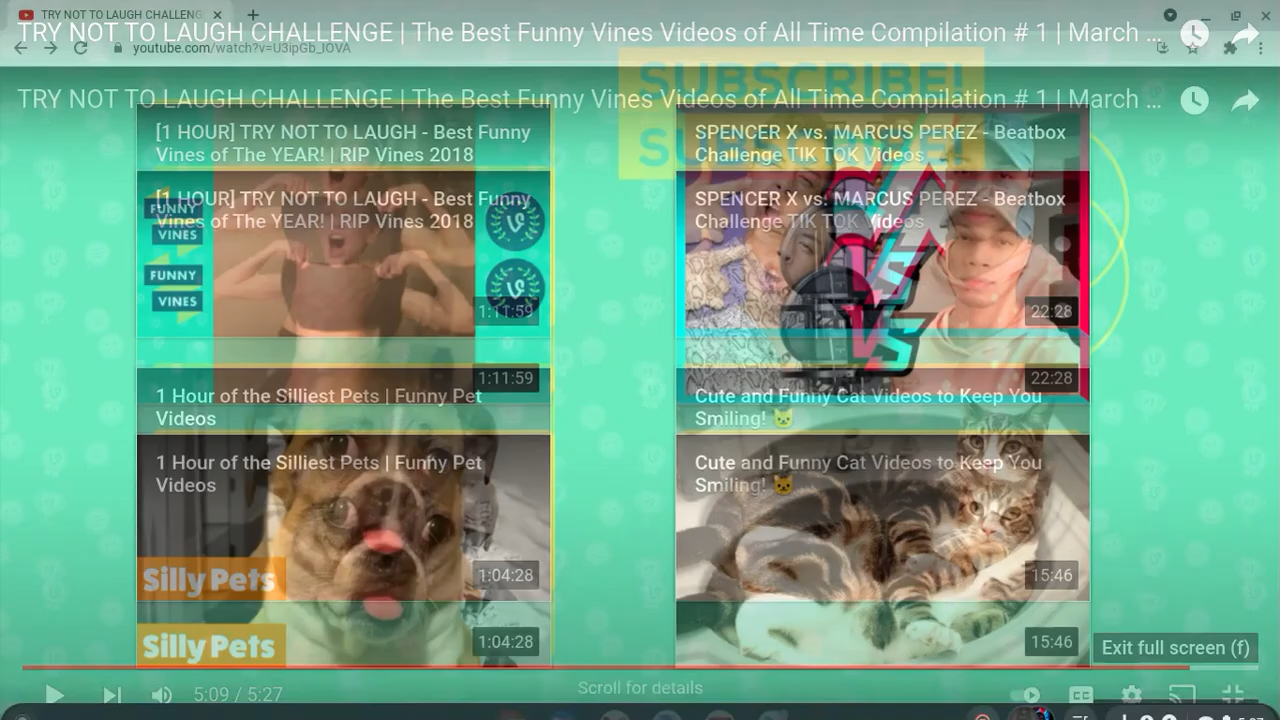 TRY NOT TO LAUGH CHALLENG
youtube.com/watch?v=U3ipGb_IOVA
TRY NOT TO LAUGH CHALLENGE | The Best Funny Vines Videos of All Time Compilation # 1 | March ...
SUBSCRIBE!
TRY NOT TO LAUGH CHALLENGE | The Best Funny Vines Videos of All Time Compilation # 1 | March ...
SUBSCRIBE!
[1 HOUR] TRY NOT TO LAUGH - Best Funny
Vines of The YEAR! | RIP Vines 2018
SPENCER X vs. MARCUS PEREZ - Beatbox
Challenge TIK TOK Videos
[1 HOUR] TRY NOT TO LAUGH - Best Funny
Vines of The YEAR! | RIP Vines 2018
SPENCER X vs. MARCUS PEREZ - Beatbox
Challenge TIK TOK Videos
FUNNY
VINES
FUNNY
VINES
VS
VS
1:11:59
22:28
1:11:59
22:28
1 Hour of the Silliest Pets | Funny Pet
Videos
Cute and Funny Cat Videos to Keep You
Smiling! 🐱
1 Hour of the Silliest Pets | Funny Pet
Videos
Cute and Funny Cat Videos to Keep You
Smiling! 🐱
Silly Pets
1:04:28
15:46
Silly Pets
1:04:28
15:46
Exit full screen (f)
5:09 / 5:27
Scroll for details
CC